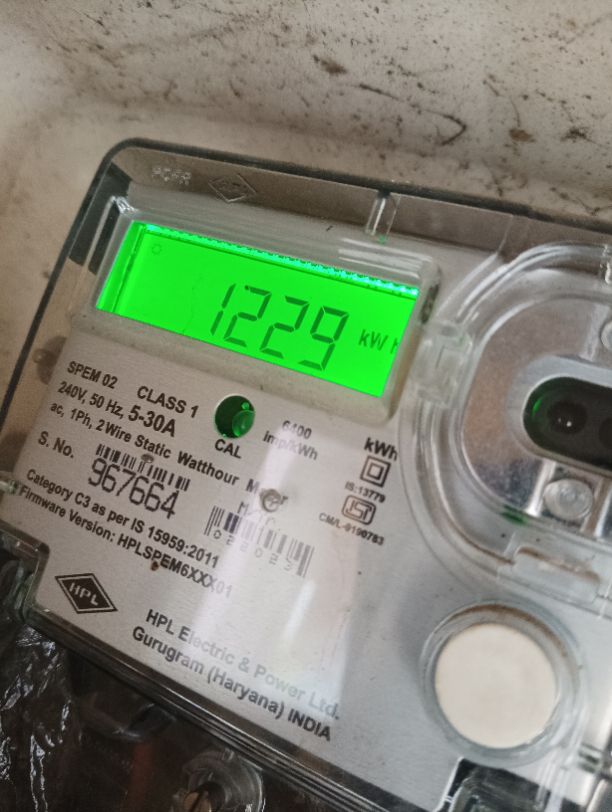 1229 kWh
SPEM 02 CLASS 1
240V, 50 Hz, 5-30A
ac, 1Ph, 2Wire Static Watthour
CAL
6400
imp/kWh
kWh
S. No.
967664
IS:13779
ISI
Category C3 as per IS 15959:2011
Firmware Version: HPLSPEM6XXX01
HPL
HPL Electric & Power Ltd.
Gurugram (Haryana) INDIA